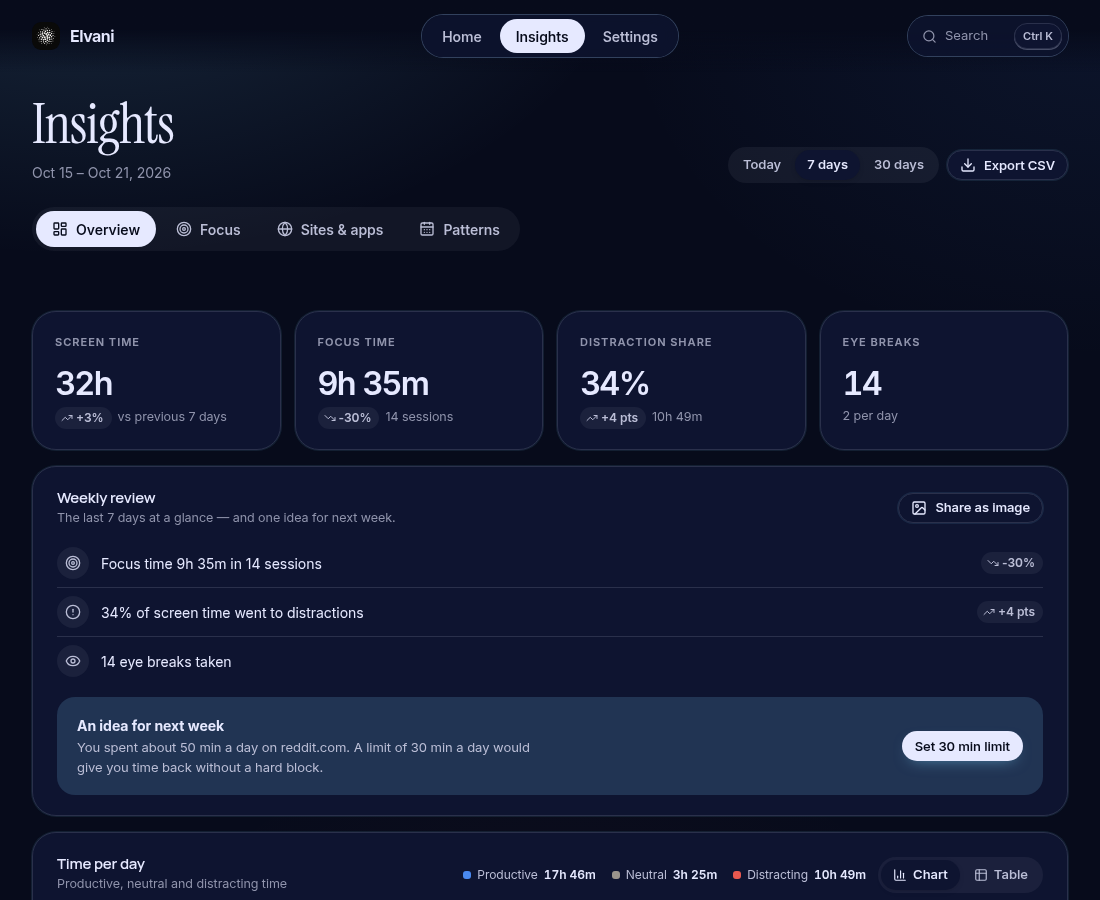 Elvani
Home Insights Settings
Search Ctrl K
Insights
Oct 15 – Oct 21, 2026
Today 7 days 30 days Export CSV
Overview Focus Sites & apps Patterns
SCREEN TIME
32h
+3% vs previous 7 days
FOCUS TIME
9h 35m
-30% 14 sessions
DISTRACTION SHARE
34%
+4 pts 10h 49m
EYE BREAKS
14
2 per day
Weekly review
The last 7 days at a glance — and one idea for next week.
Share as image
Focus time 9h 35m in 14 sessions -30%
34% of screen time went to distractions +4 pts
14 eye breaks taken
An idea for next week
You spent about 50 min a day on reddit.com. A limit of 30 min a day would
give you time back without a hard block.
Set 30 min limit
Time per day
Productive, neutral and distracting time
Productive 17h 46m Neutral 3h 25m Distracting 10h 49m Chart Table